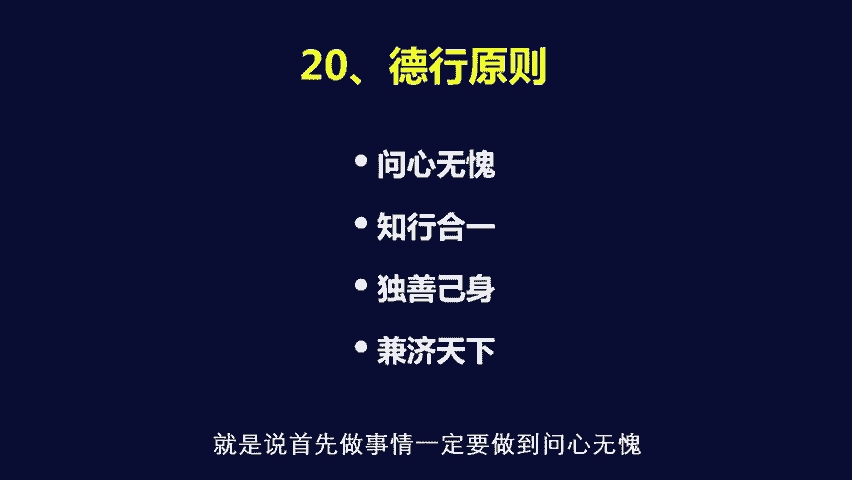 20、德行原则
• 问心无愧
• 知行合一
• 独善己身
• 兼济天下
就是说首先做事情一定要做到问心无愧